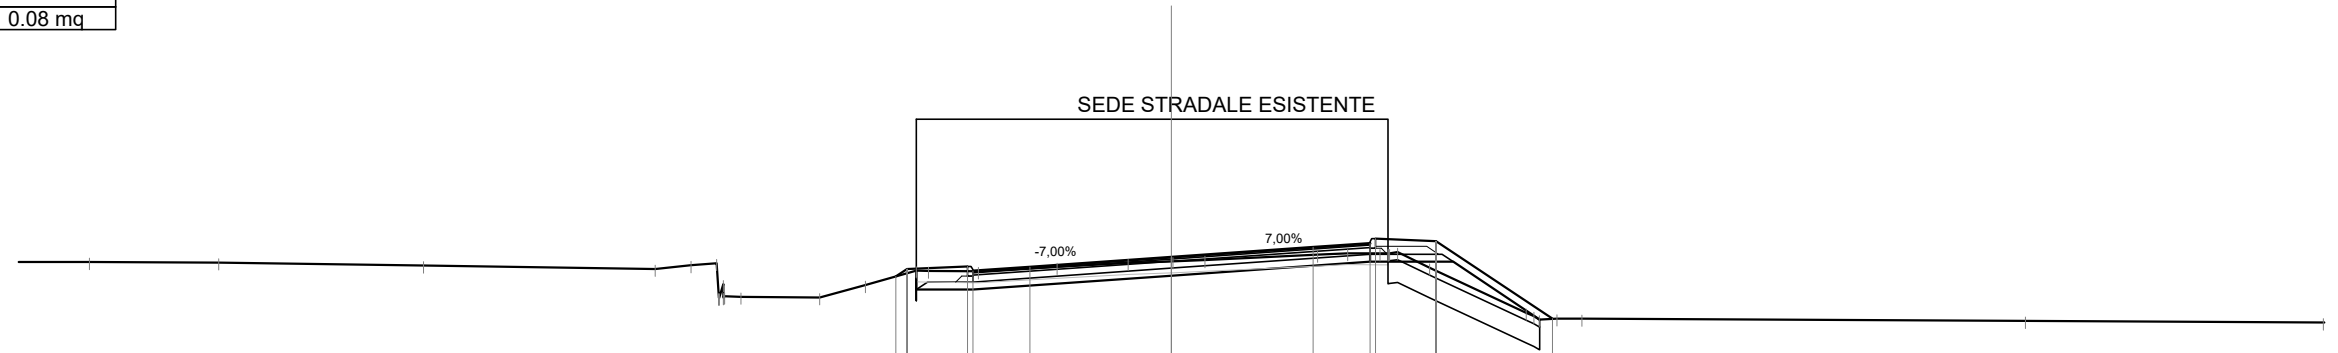 0.08 mq
SEDE STRADALE ESISTENTE
-7,00%
7,00%